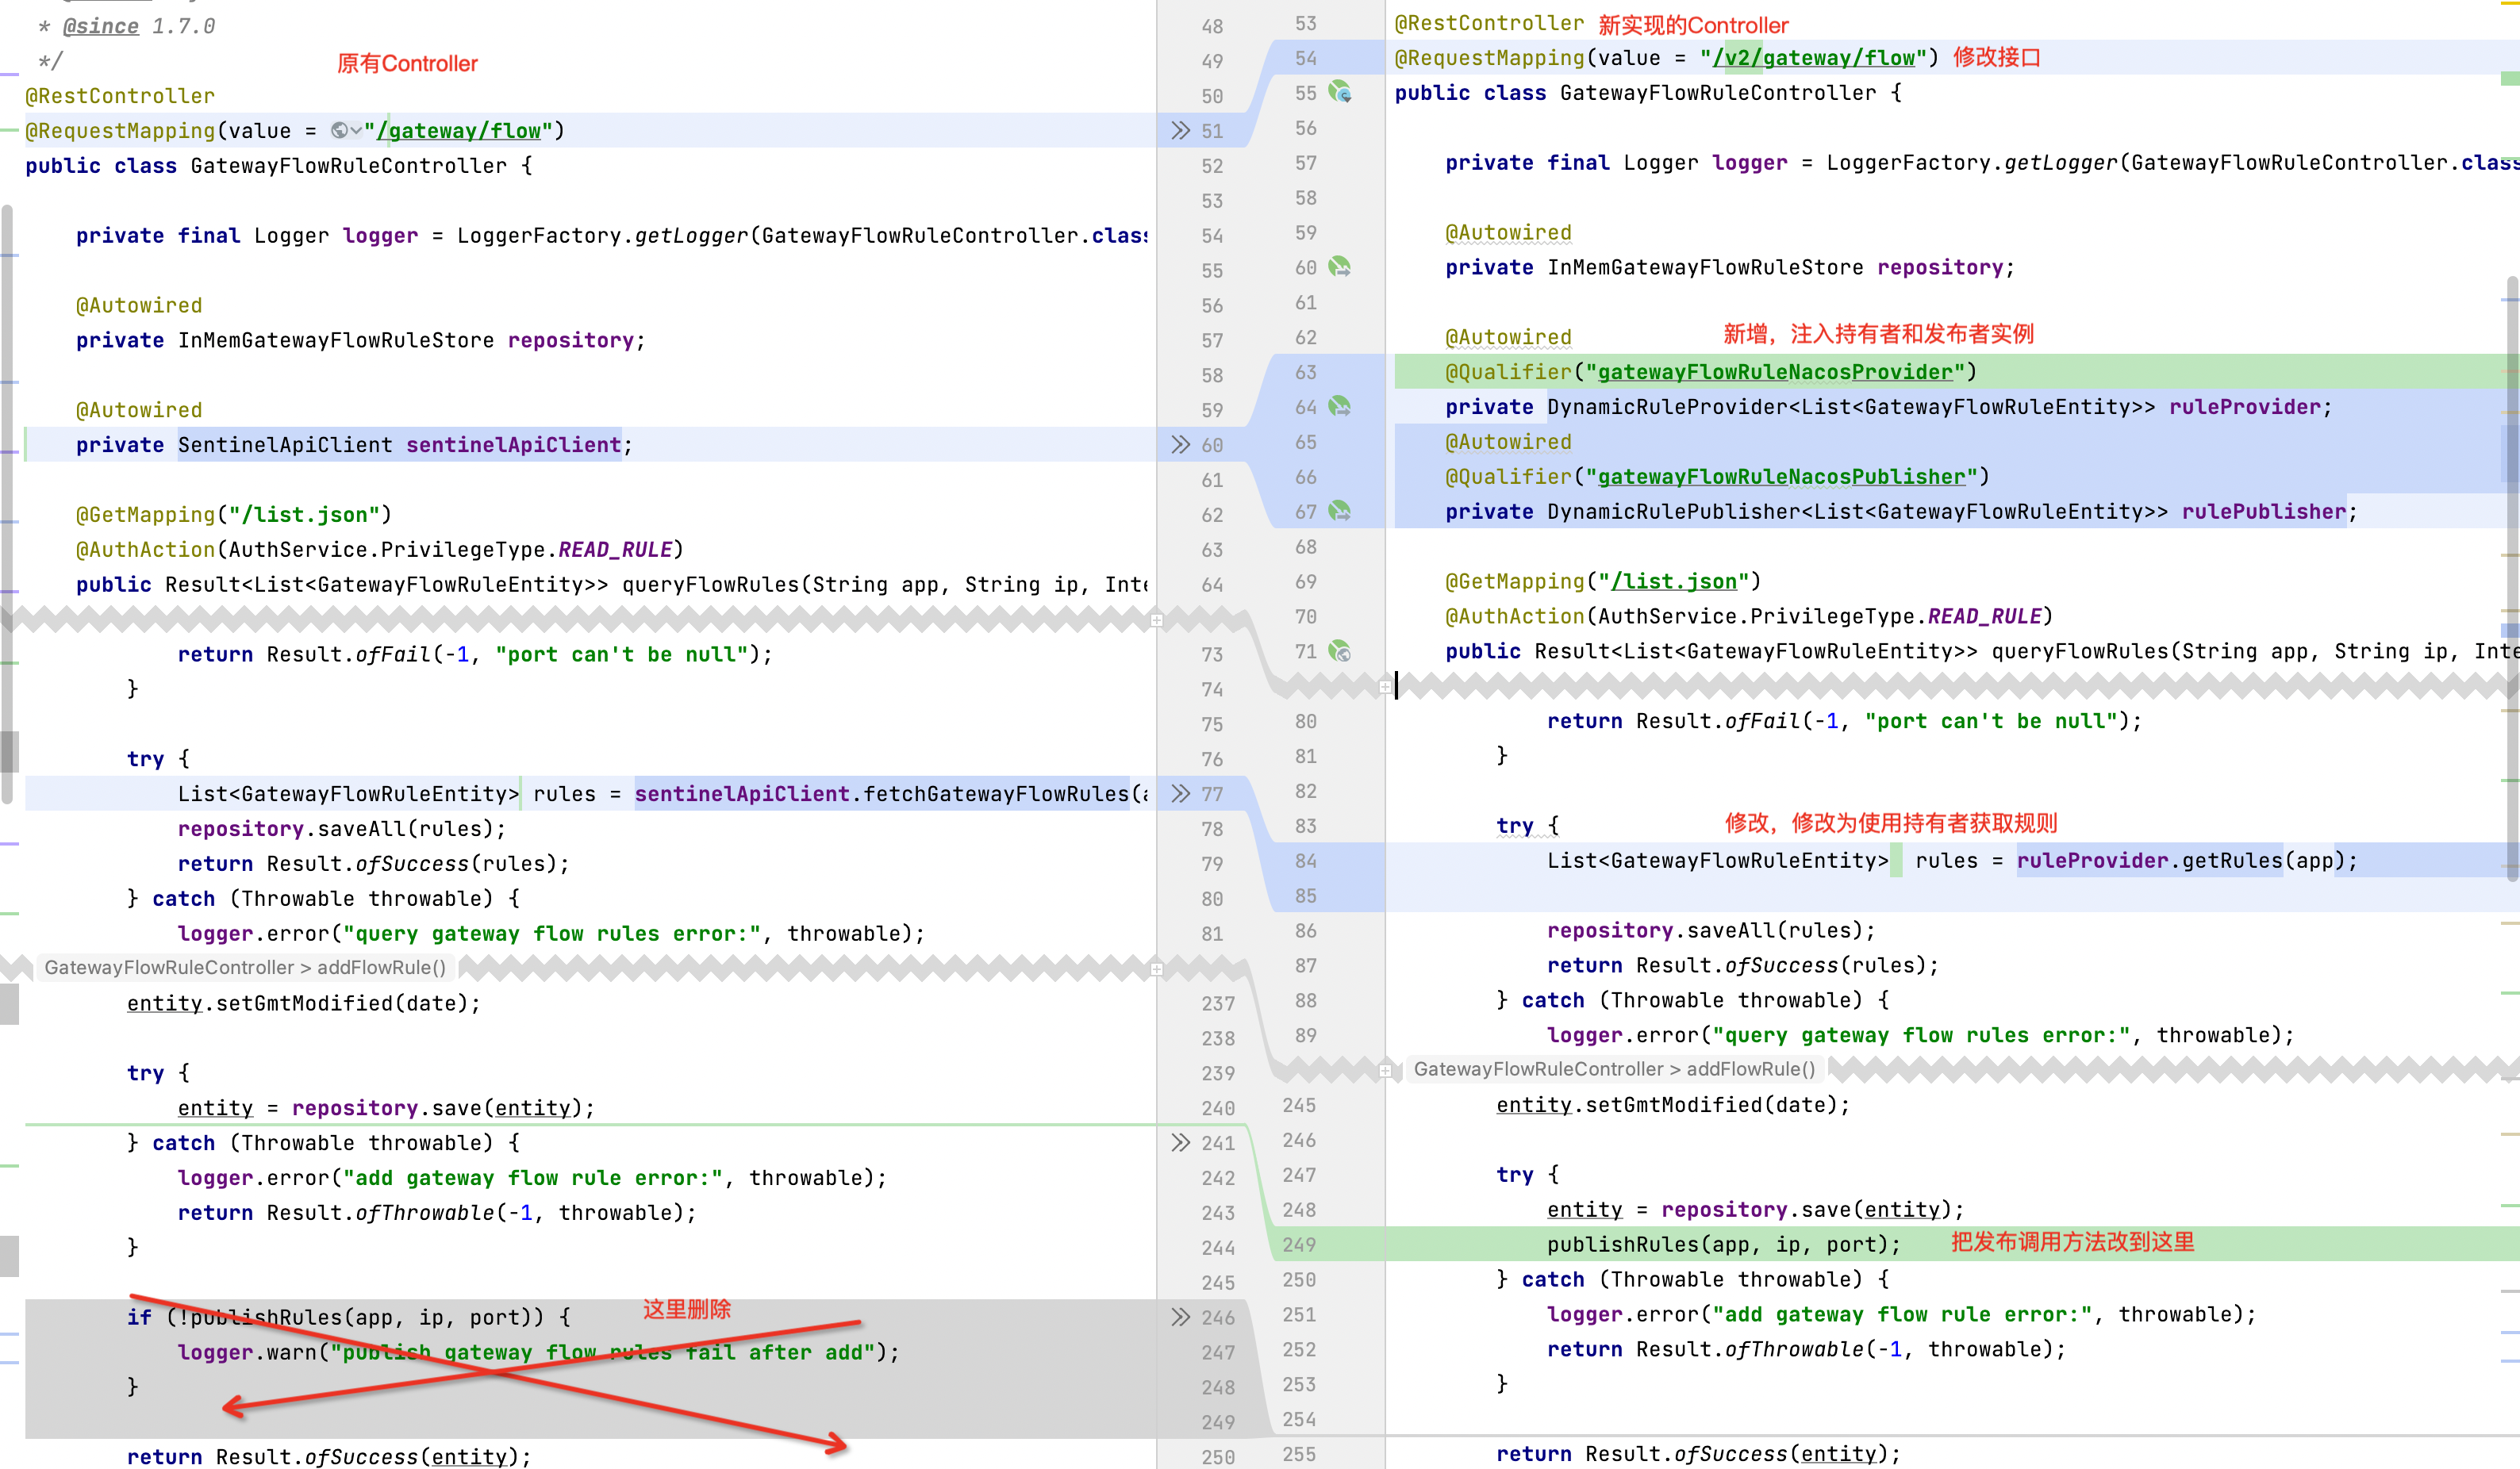 * @since 1.7.0
*/
原有Controller
@RestController
@RequestMapping(value = "/gateway/flow")
public class GatewayFlowRuleController {
private final Logger logger = LoggerFactory.getLogger(GatewayFlowRuleController.class
@Autowired
private InMemGatewayFlowRuleStore repository;
@Autowired
private SentinelApiClient sentinelApiClient;
@GetMapping("/list.json")
@AuthAction(AuthService.PrivilegeType.READ_RULE)
public Result<List<GatewayFlowRuleEntity>> queryFlowRules(String app, String ip, Inte
return Result.ofFail(-1, "port can't be null");
}
try {
List<GatewayFlowRuleEntity> rules = sentinelApiClient.fetchGatewayFlowRules(a
repository.saveAll(rules);
return Result.ofSuccess(rules);
} catch (Throwable throwable) {
logger.error("query gateway flow rules error:", throwable);
GatewayFlowRuleController > addFlowRule()
entity.setGmtModified(date);
try {
entity = repository.save(entity);
} catch (Throwable throwable) {
logger.error("add gateway flow rule error:", throwable);
return Result.ofThrowable(-1, throwable);
}
if (!publishRules(app, ip, port)) {
这里删除
logger.warn("publish gateway flow rules fail after add");
}
return Result.ofSuccess(entity);
48
49
50
51
52
53
54
55
56
57
58
59
60
61
62
63
64
73
74
75
76
77
78
79
80
81
237
238
239
240
241
242
243
244
245
246
247
248
249
250
53 @RestController 新实现的Controller
54 @RequestMapping(value = "/v2/gateway/flow") 修改接口
55 public class GatewayFlowRuleController {
56
57 private final Logger logger = LoggerFactory.getLogger(GatewayFlowRuleController.class
58
59 @Autowired
60 private InMemGatewayFlowRuleStore repository;
61
62 @Autowired 新增，注入持有者和发布者实例
63 @Qualifier("gatewayFlowRuleNacosProvider")
64 private DynamicRuleProvider<List<GatewayFlowRuleEntity>> ruleProvider;
65 @Autowired
66 @Qualifier("gatewayFlowRuleNacosPublisher")
67 private DynamicRulePublisher<List<GatewayFlowRuleEntity>> rulePublisher;
68
69 @GetMapping("/list.json")
70 @AuthAction(AuthService.PrivilegeType.READ_RULE)
71 public Result<List<GatewayFlowRuleEntity>> queryFlowRules(String app, String ip, Inte
80 return Result.ofFail(-1, "port can't be null");
81 }
82
83 try { 修改，修改为使用持有者获取规则
84 List<GatewayFlowRuleEntity> rules = ruleProvider.getRules(app);
85
86 repository.saveAll(rules);
87 return Result.ofSuccess(rules);
88 } catch (Throwable throwable) {
89 logger.error("query gateway flow rules error:", throwable);
GatewayFlowRuleController > addFlowRule()
245 entity.setGmtModified(date);
246
247 try {
248 entity = repository.save(entity);
249 publishRules(app, ip, port); 把发布调用方法改到这里
250 } catch (Throwable throwable) {
251 logger.error("add gateway flow rule error:", throwable);
252 return Result.ofThrowable(-1, throwable);
253 }
254
255 return Result.ofSuccess(entity);